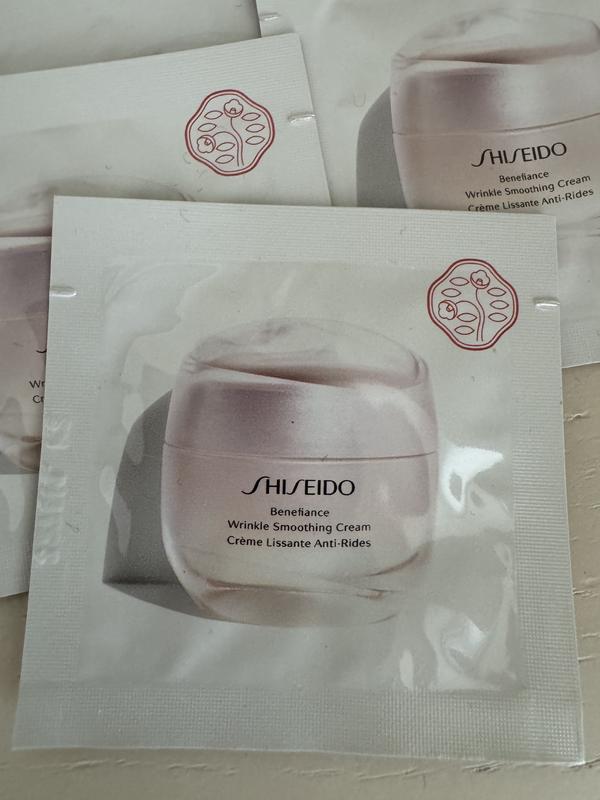 SHISEIDO
Benefiance
Wrinkle Smoothing Cream
Crème Lissante Anti-Rides
SHISEIDO
Benefiance
Wrinkle Smoothing Cream
Crème Lissante Anti-Rides